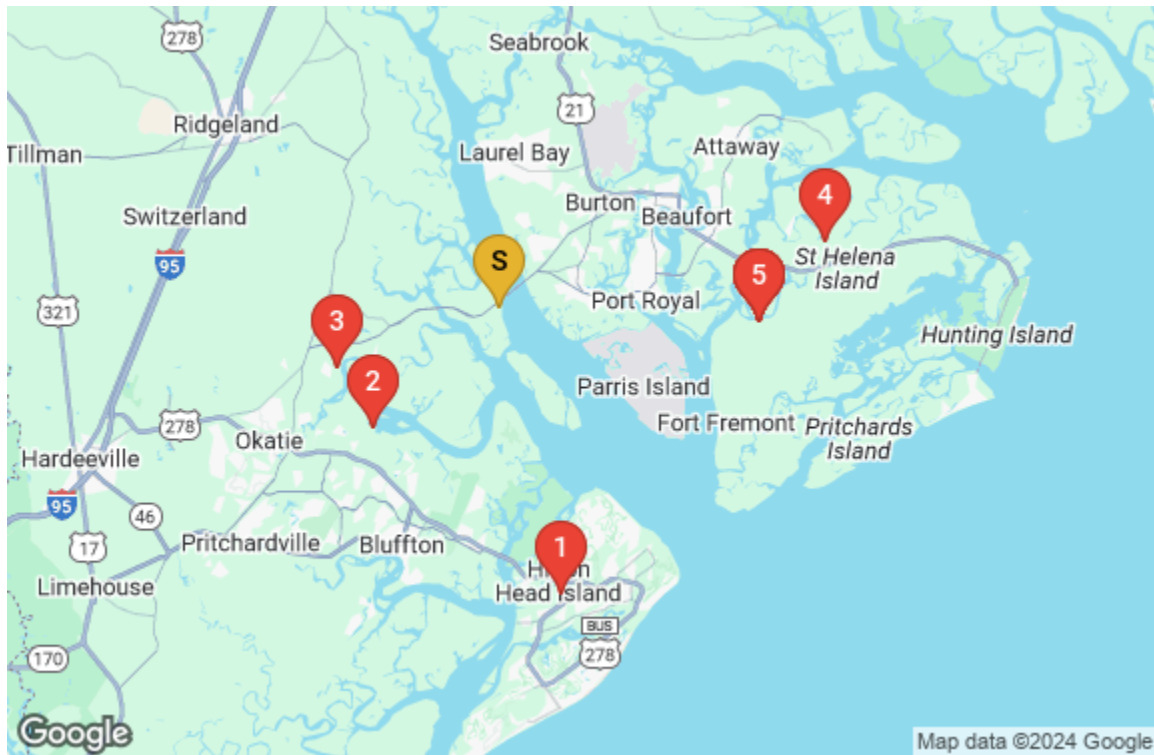 Seabrook
278
21
Ridgeland
Tillman
Laurel Bay
Attaway
4
Burton
Beaufort
Switzerland
S
St Helena
Island
95
5
Port Royal
321
3
Hunting Island
2
Parris Island
278
Okatie
Fort Fremont
Pritchards
Island
Hardeeville
95
46
17
Pritchardville
Bluffton
1
Limehouse
Head Island
BUS
278
170
Google
Map data ©2024 Google